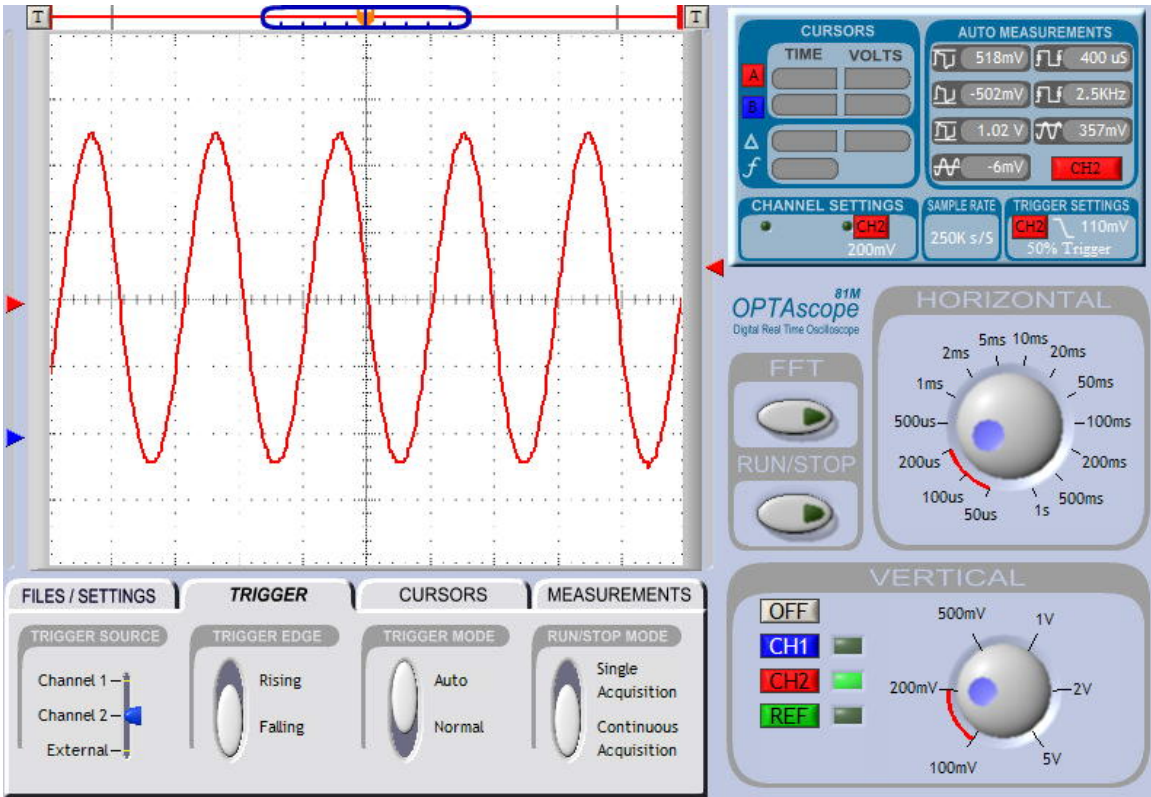 T T
CURSORS
TIME VOLTS
A
B
Δ
f
AUTO MEASUREMENTS
518mV 400 uS
-502mV 2.5KHz
1.02 V 357mV
-6mV CH2
CHANNEL SETTINGS
CH2
200mV
SAMPLE RATE
250K s/S
TRIGGER SETTINGS
CH2 110mV
50% Trigger
81M
OPTAscope
Digital Real Time Oscilloscope
FFT
RUN/STOP
HORIZONTAL
5ms 10ms
2ms 20ms
1ms 50ms
500us 100ms
200us 200ms
100us 500ms
50us 1s
FILES / SETTINGS
TRIGGER
CURSORS
MEASUREMENTS
TRIGGER SOURCE
Channel 1
Channel 2
External
TRIGGER EDGE
Rising
Falling
TRIGGER MODE
Auto
Normal
RUN/STOP MODE
Single
Acquisition
Continuous
Acquisition
VERTICAL
OFF
CH1
CH2
REF
500mV 1V
200mV 2V
100mV 5V